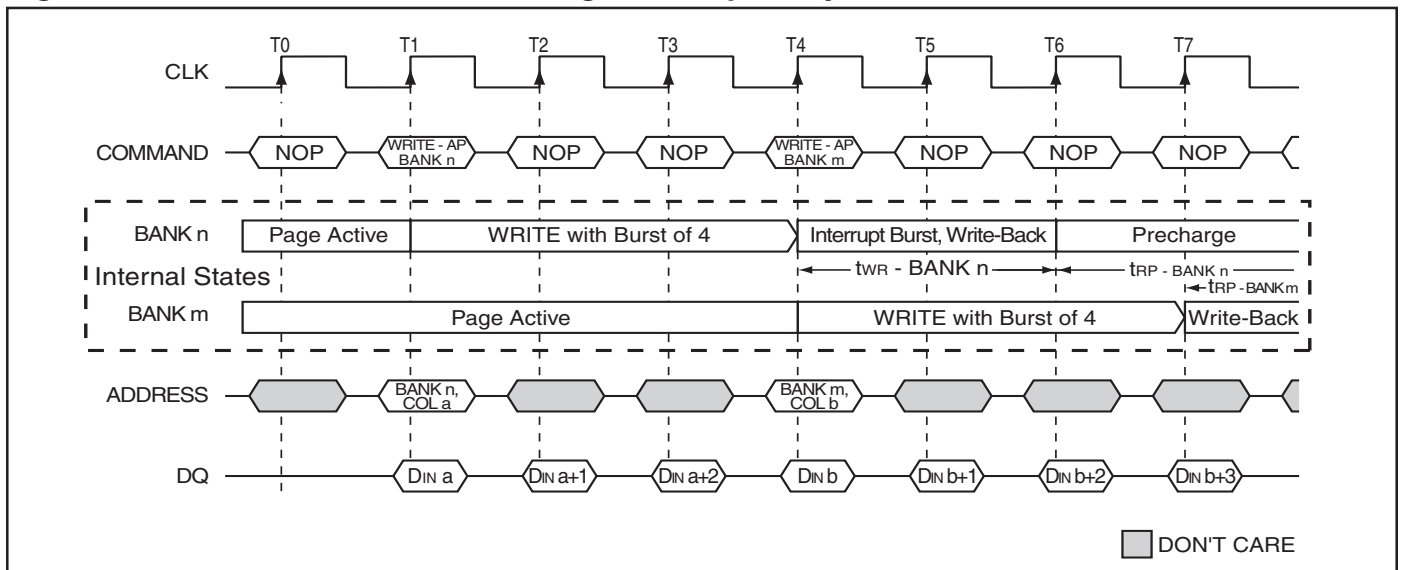 T0 T1 T2 T3 T4 T5 T6 T7
CLK
COMMAND NOP WRITE - AP BANK n NOP NOP WRITE - AP BANK m NOP NOP NOP
BANK n Page Active WRITE with Burst of 4 Interrupt Burst, Write-Back Precharge
Internal States tWR - BANK n tRP - BANK n
tRP - BANK m
BANK m Page Active WRITE with Burst of 4 Write-Back
ADDRESS BANK n, COL a BANK m, COL b
DQ DIN a DIN a+1 DIN a+2 DIN b DIN b+1 DIN b+2 DIN b+3
DON'T CARE